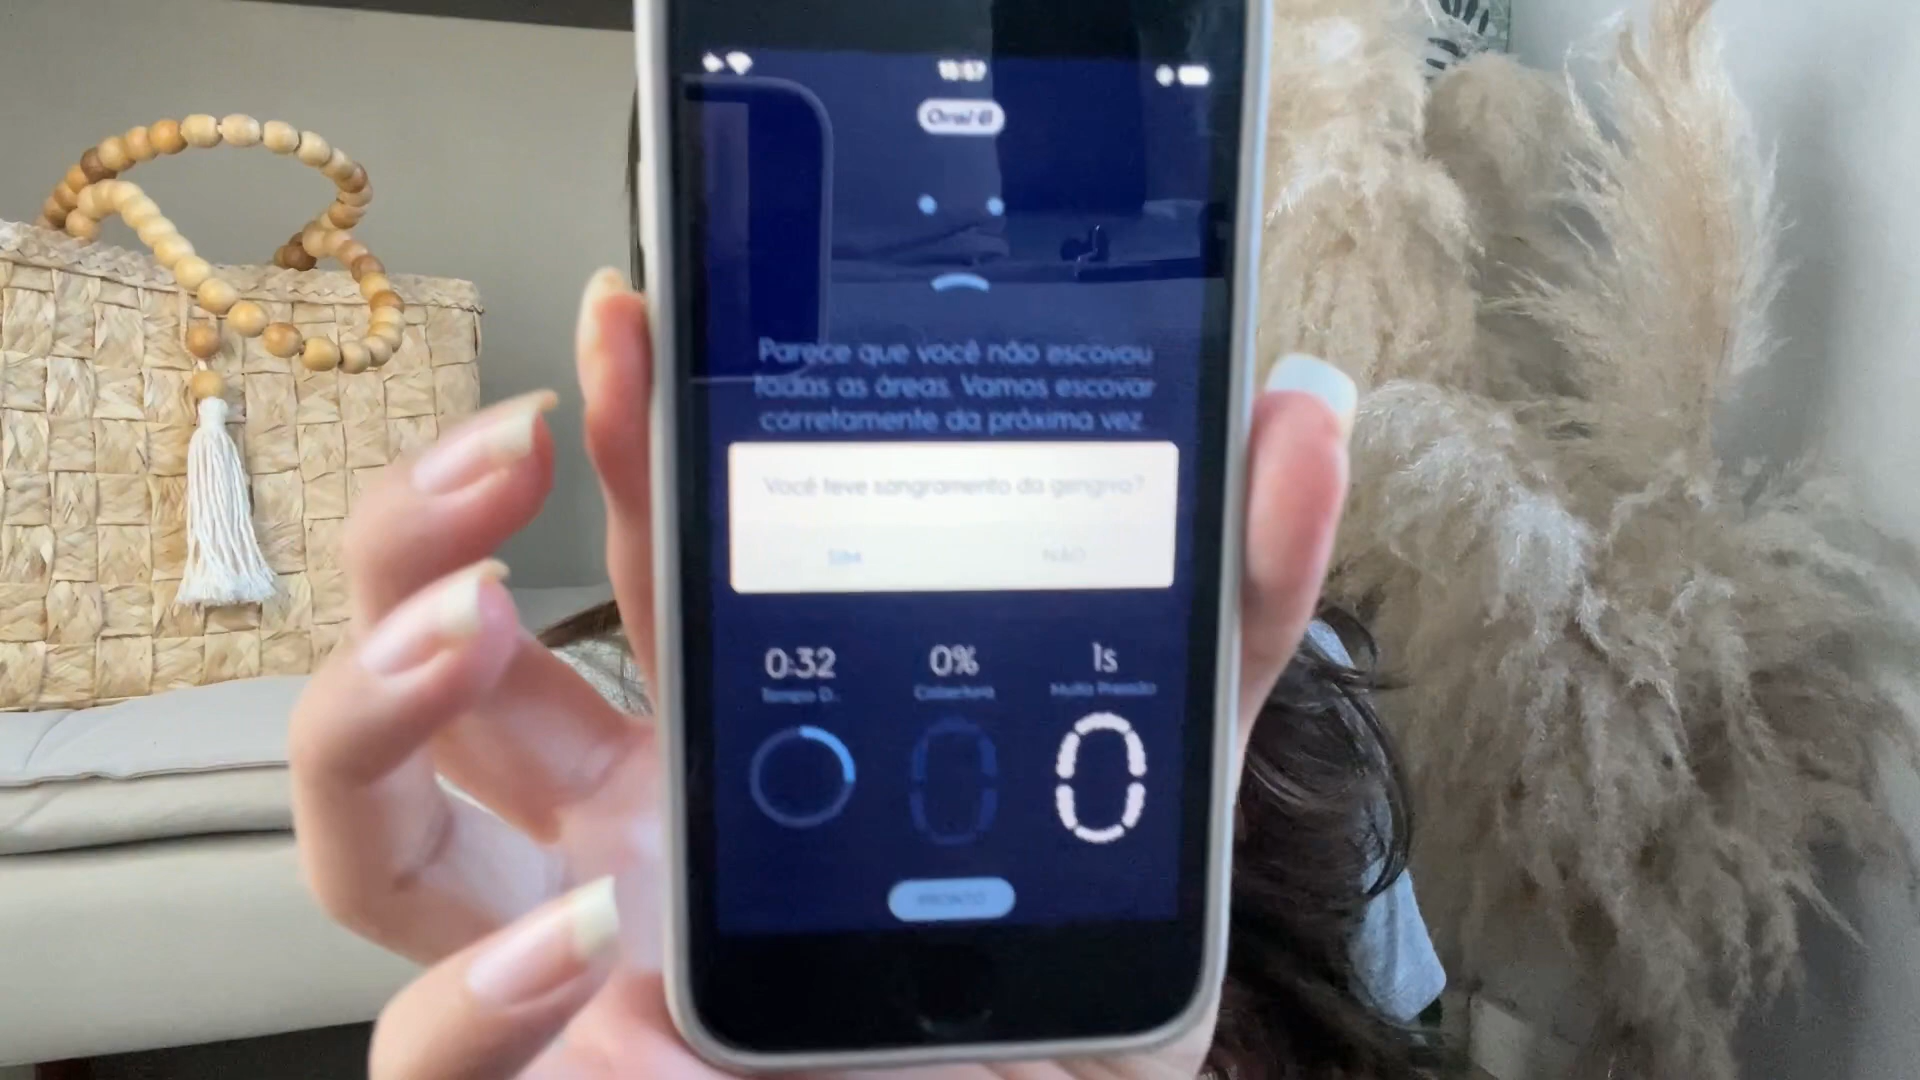 Oral B
Parece que você não escovou
todas as áreas. Vamos escovar
corretamente da próxima vez.
Você teve sangramento da gengiva?
SIM NÃO
0:32 0% 1s
Tempo D... Cobertura Muita Pressão
PRONTO